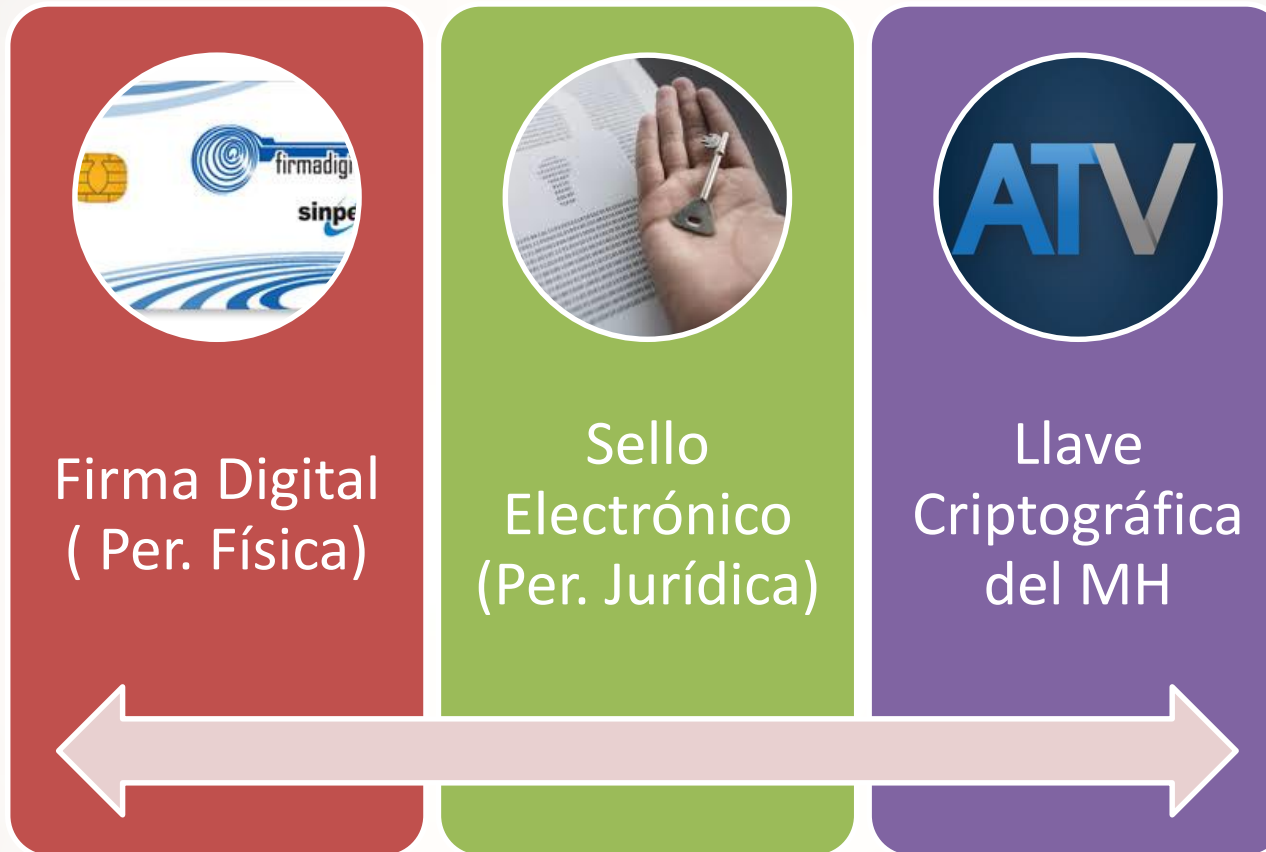 firmadigi
sinpe
ATV
Firma Digital
( Per. Física)
Sello
Electrónico
(Per. Jurídica)
Llave
Criptográfica
del MH